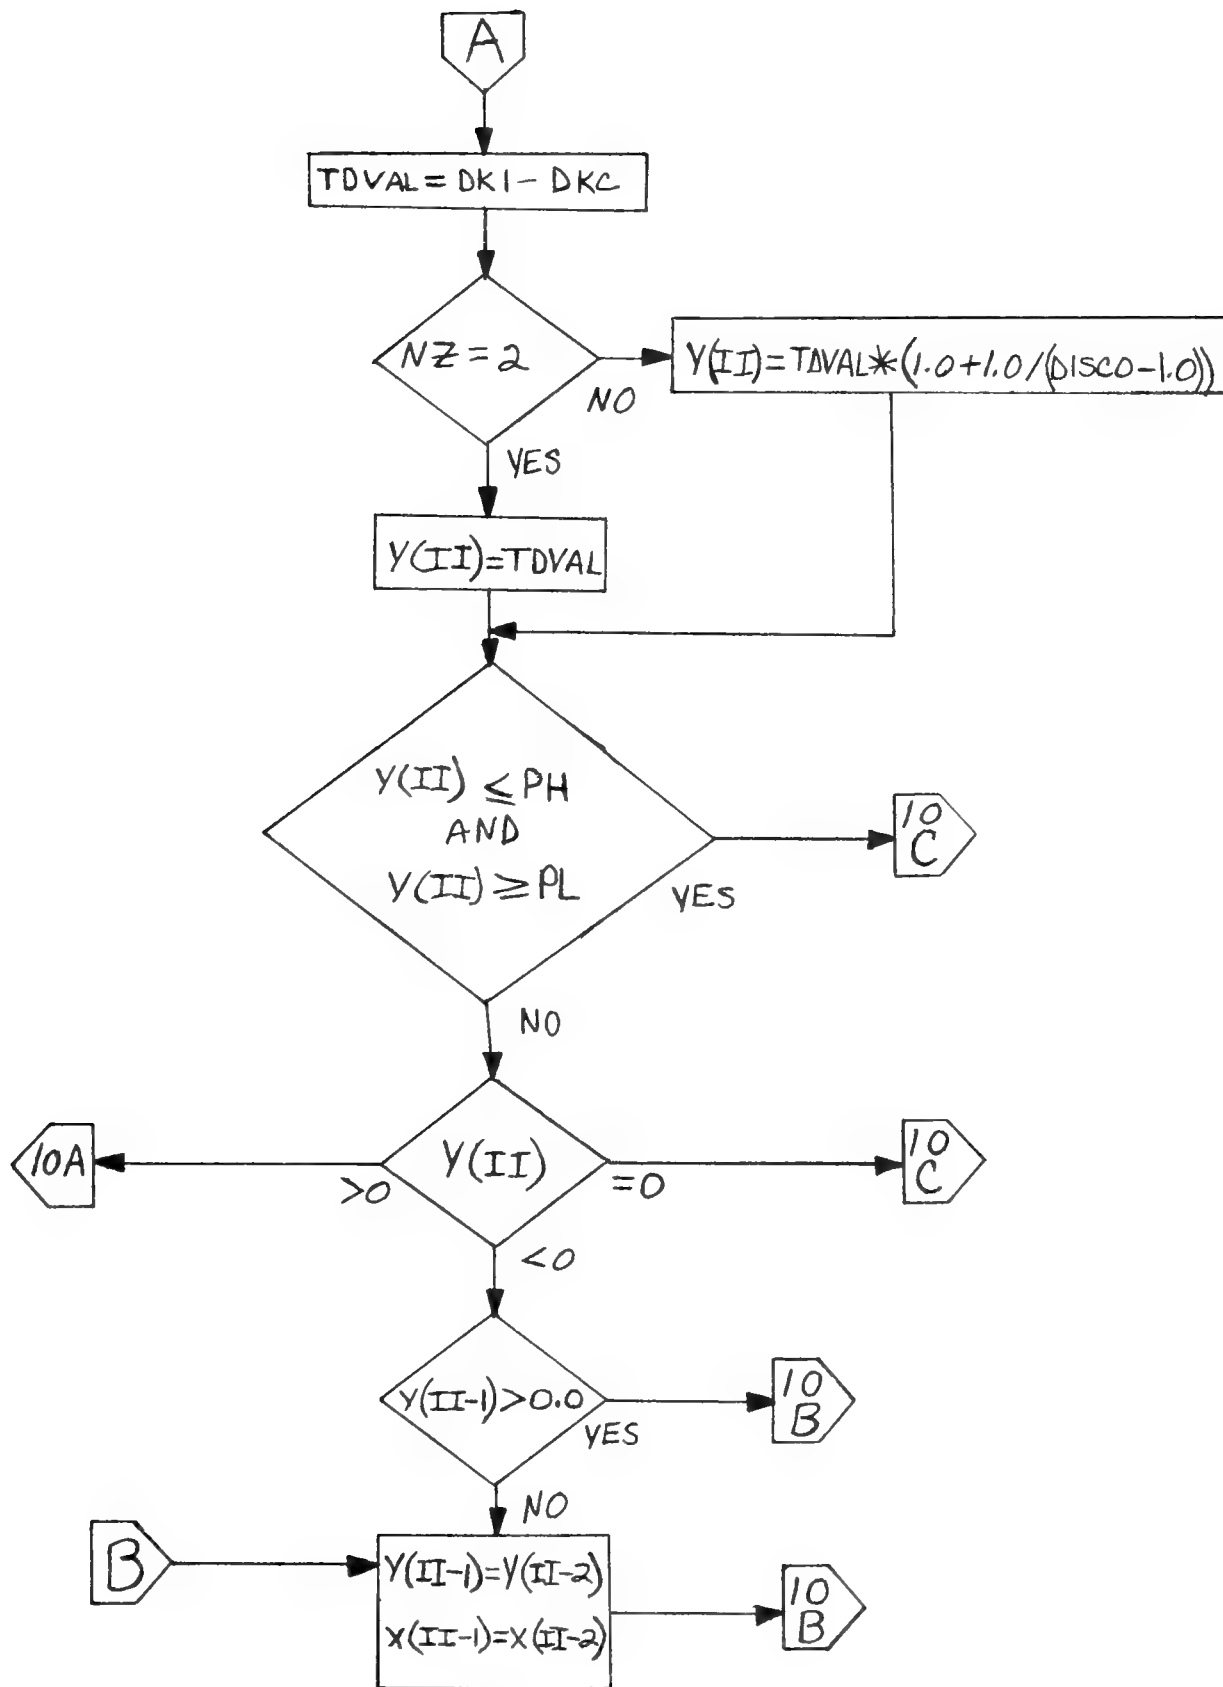 A
TDVAL = DK1 - DKC
NZ = 2
NO
Y(II)=TDVAL*(1.0+1.0/(DISCO-1.0))
YES
Y(II)=TDVAL
Y(II) ≤ PH
AND
Y(II) ≥ PL
YES
10
C
NO
10A
>0
Y(II)
=0
10
C
<0
Y(II-1)>0.0
YES
10
B
NO
B
Y(II-1)=Y(II-2)
X(II-1)=X(II-2)
10
B